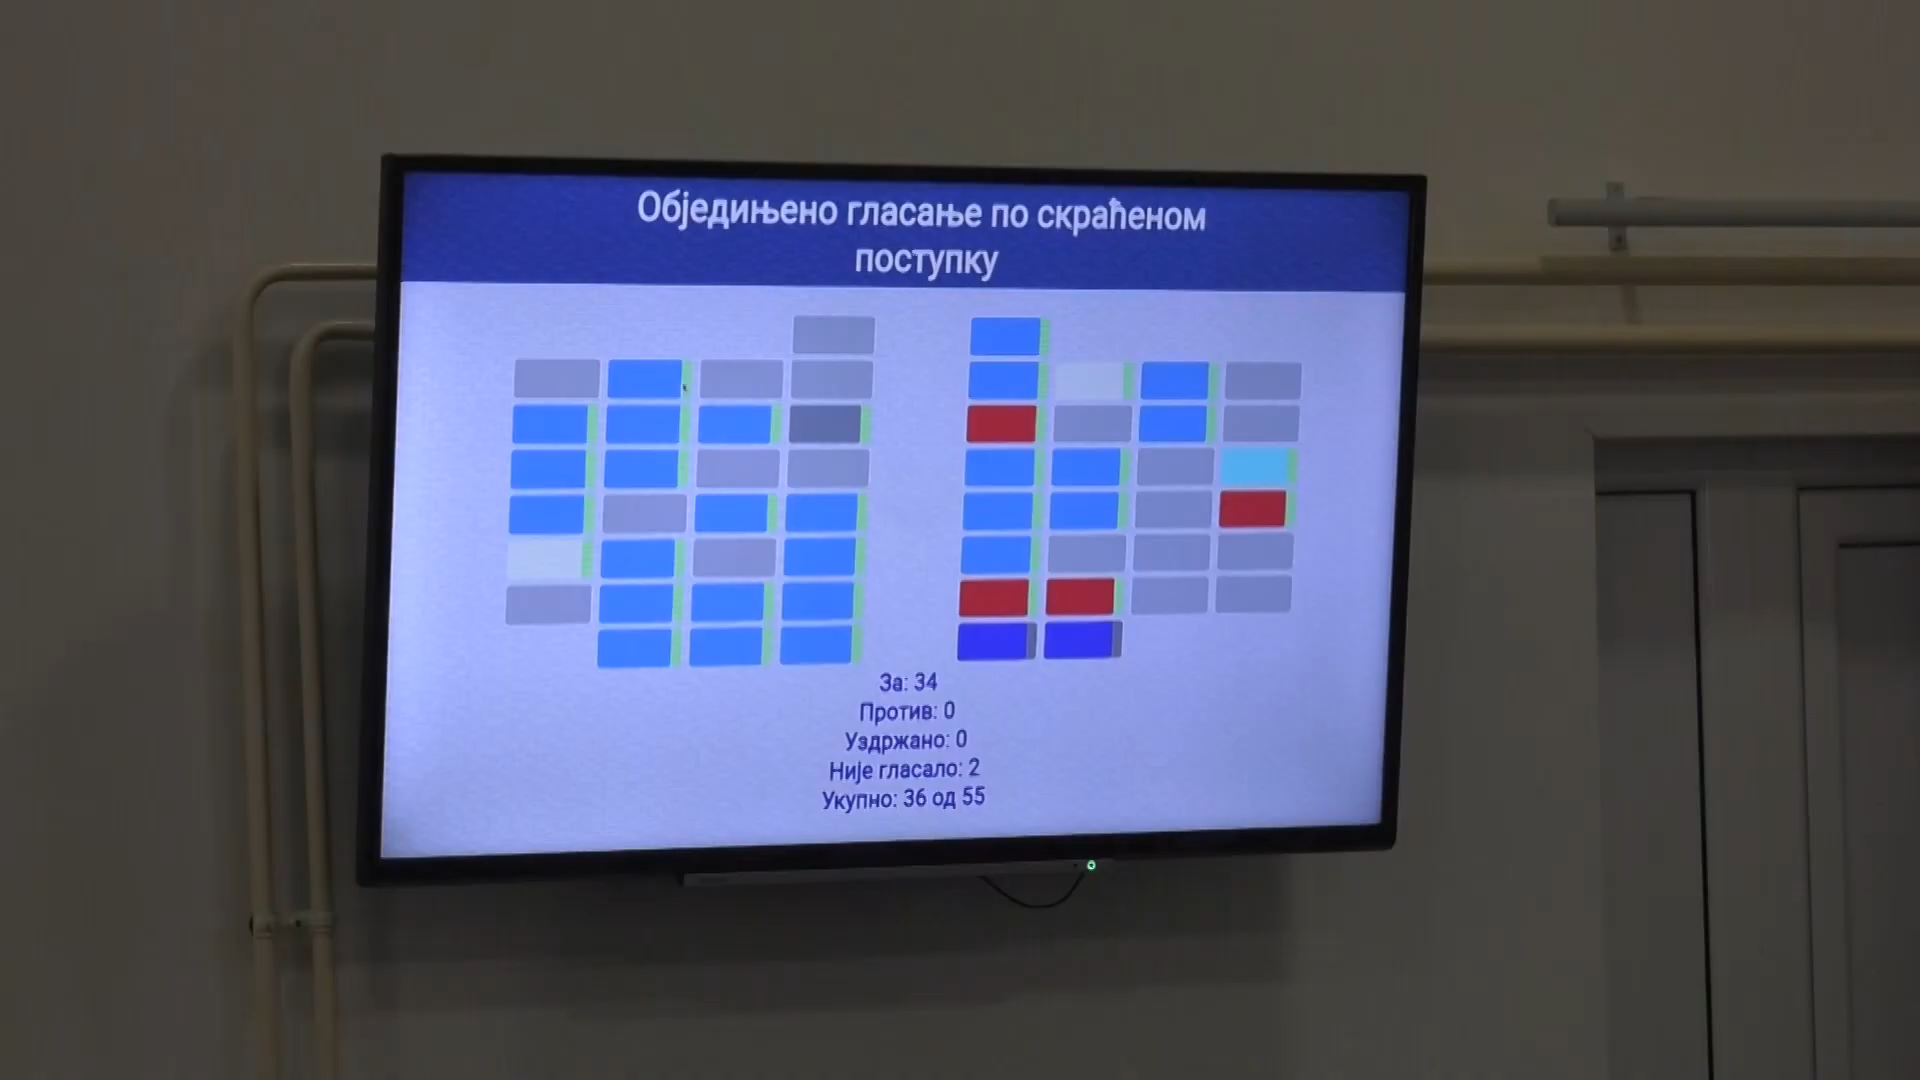 Обједињено гласање по скраћеном
поступку
За: 34
Против: 0
Уздржано: 0
Није гласало: 2
Укупно: 36 од 55